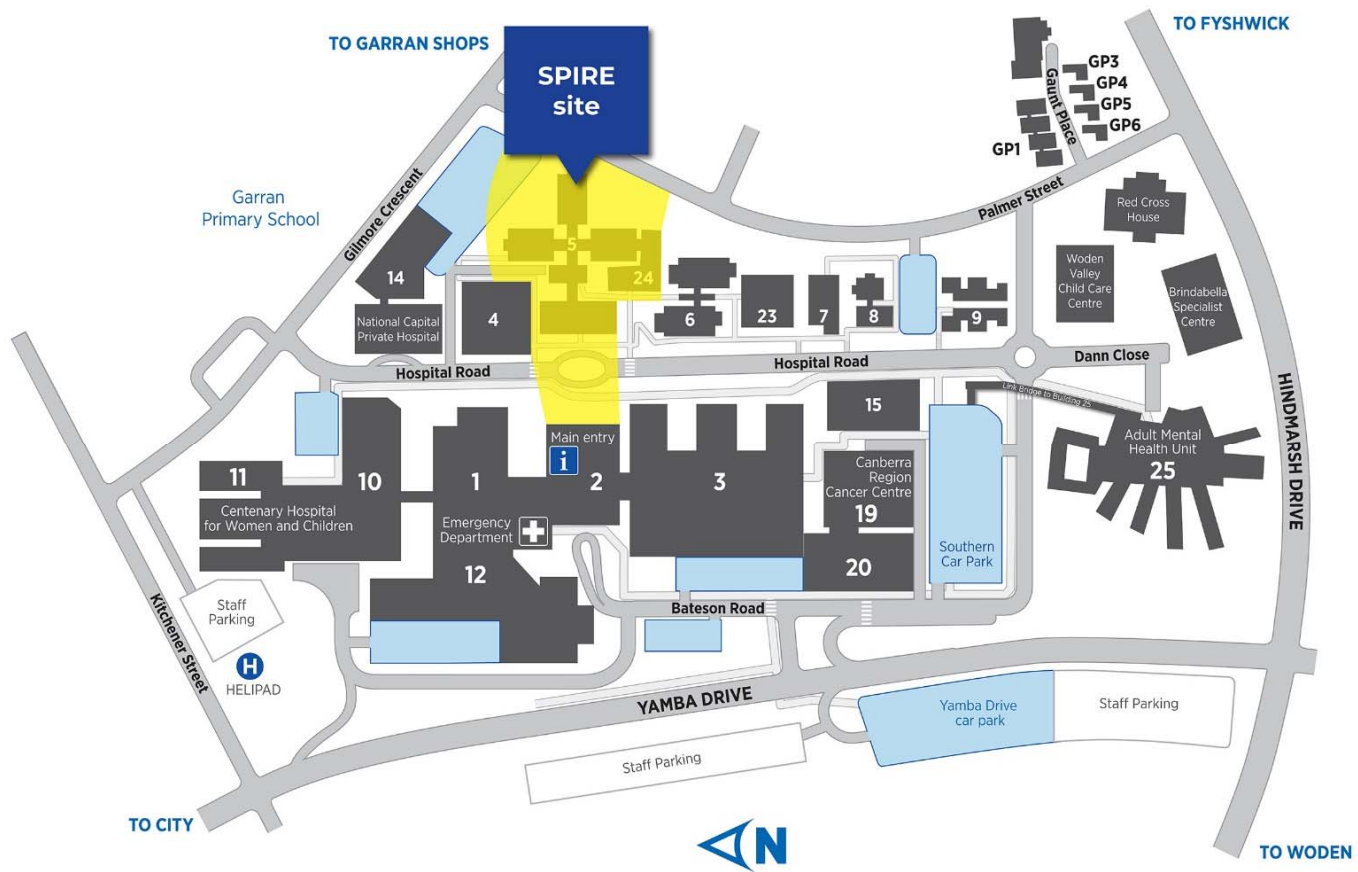 TO GARRAN SHOPS
SPIRE
site
TO FYSHWICK
GP3
GP4
GP5
GP6
GP1
Gaunt Place
Garran
Primary School
Gilmore Crescent
Palmer Street
Red Cross
House
Woden
Valley
Child Care
Centre
Brindabella
Specialist
Centre
14
National Capital
Private Hospital
4
5
24
6
23
7
8
9
Hospital Road
Hospital Road
Dann Close
Link Bridge to Building 25
HINDMARSH DRIVE
Main entry
i
11
10
1
2
3
15
Centenary Hospital
for Women and Children
Emergency
Department
12
Canberra
Region
Cancer Centre
19
20
Southern
Car Park
Adult Mental
Health Unit
25
Bateson Road
Staff
Parking
Kitchener Street
H
HELIPAD
YAMBA DRIVE
Yamba Drive
car park
Staff Parking
Staff Parking
TO CITY
N
TO WODEN